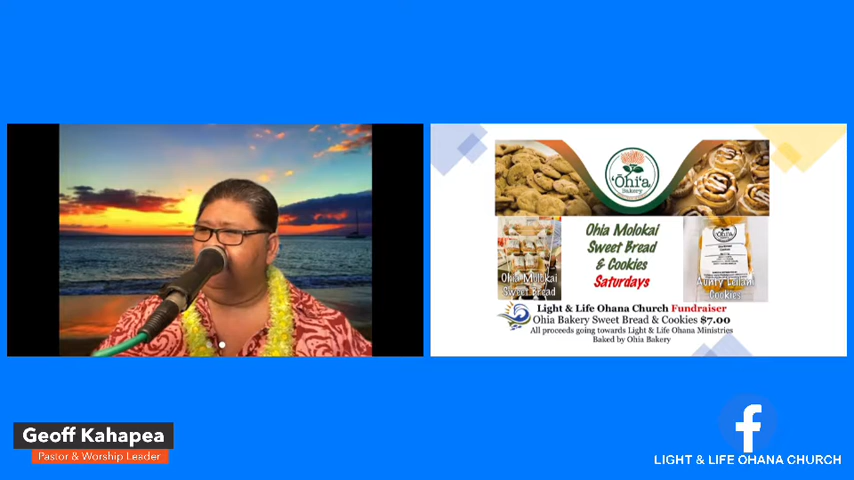 'Ōhi'a
Bakery
Ohia Molokai
Sweet Bread
& Cookies
Saturdays
Ohia Molokai
Sweet Bread
'Ōhi'a
Aunty Leilani
Cookies
Light & Life Ohana Church Fundraiser
Ohia Bakery Sweet Bread & Cookies $7.00
All proceeds going towards Light & Life Ohana Ministries
Baked by Ohia Bakery
Geoff Kahapea
Pastor & Worship Leader
LIGHT & LIFE OHANA CHURCH